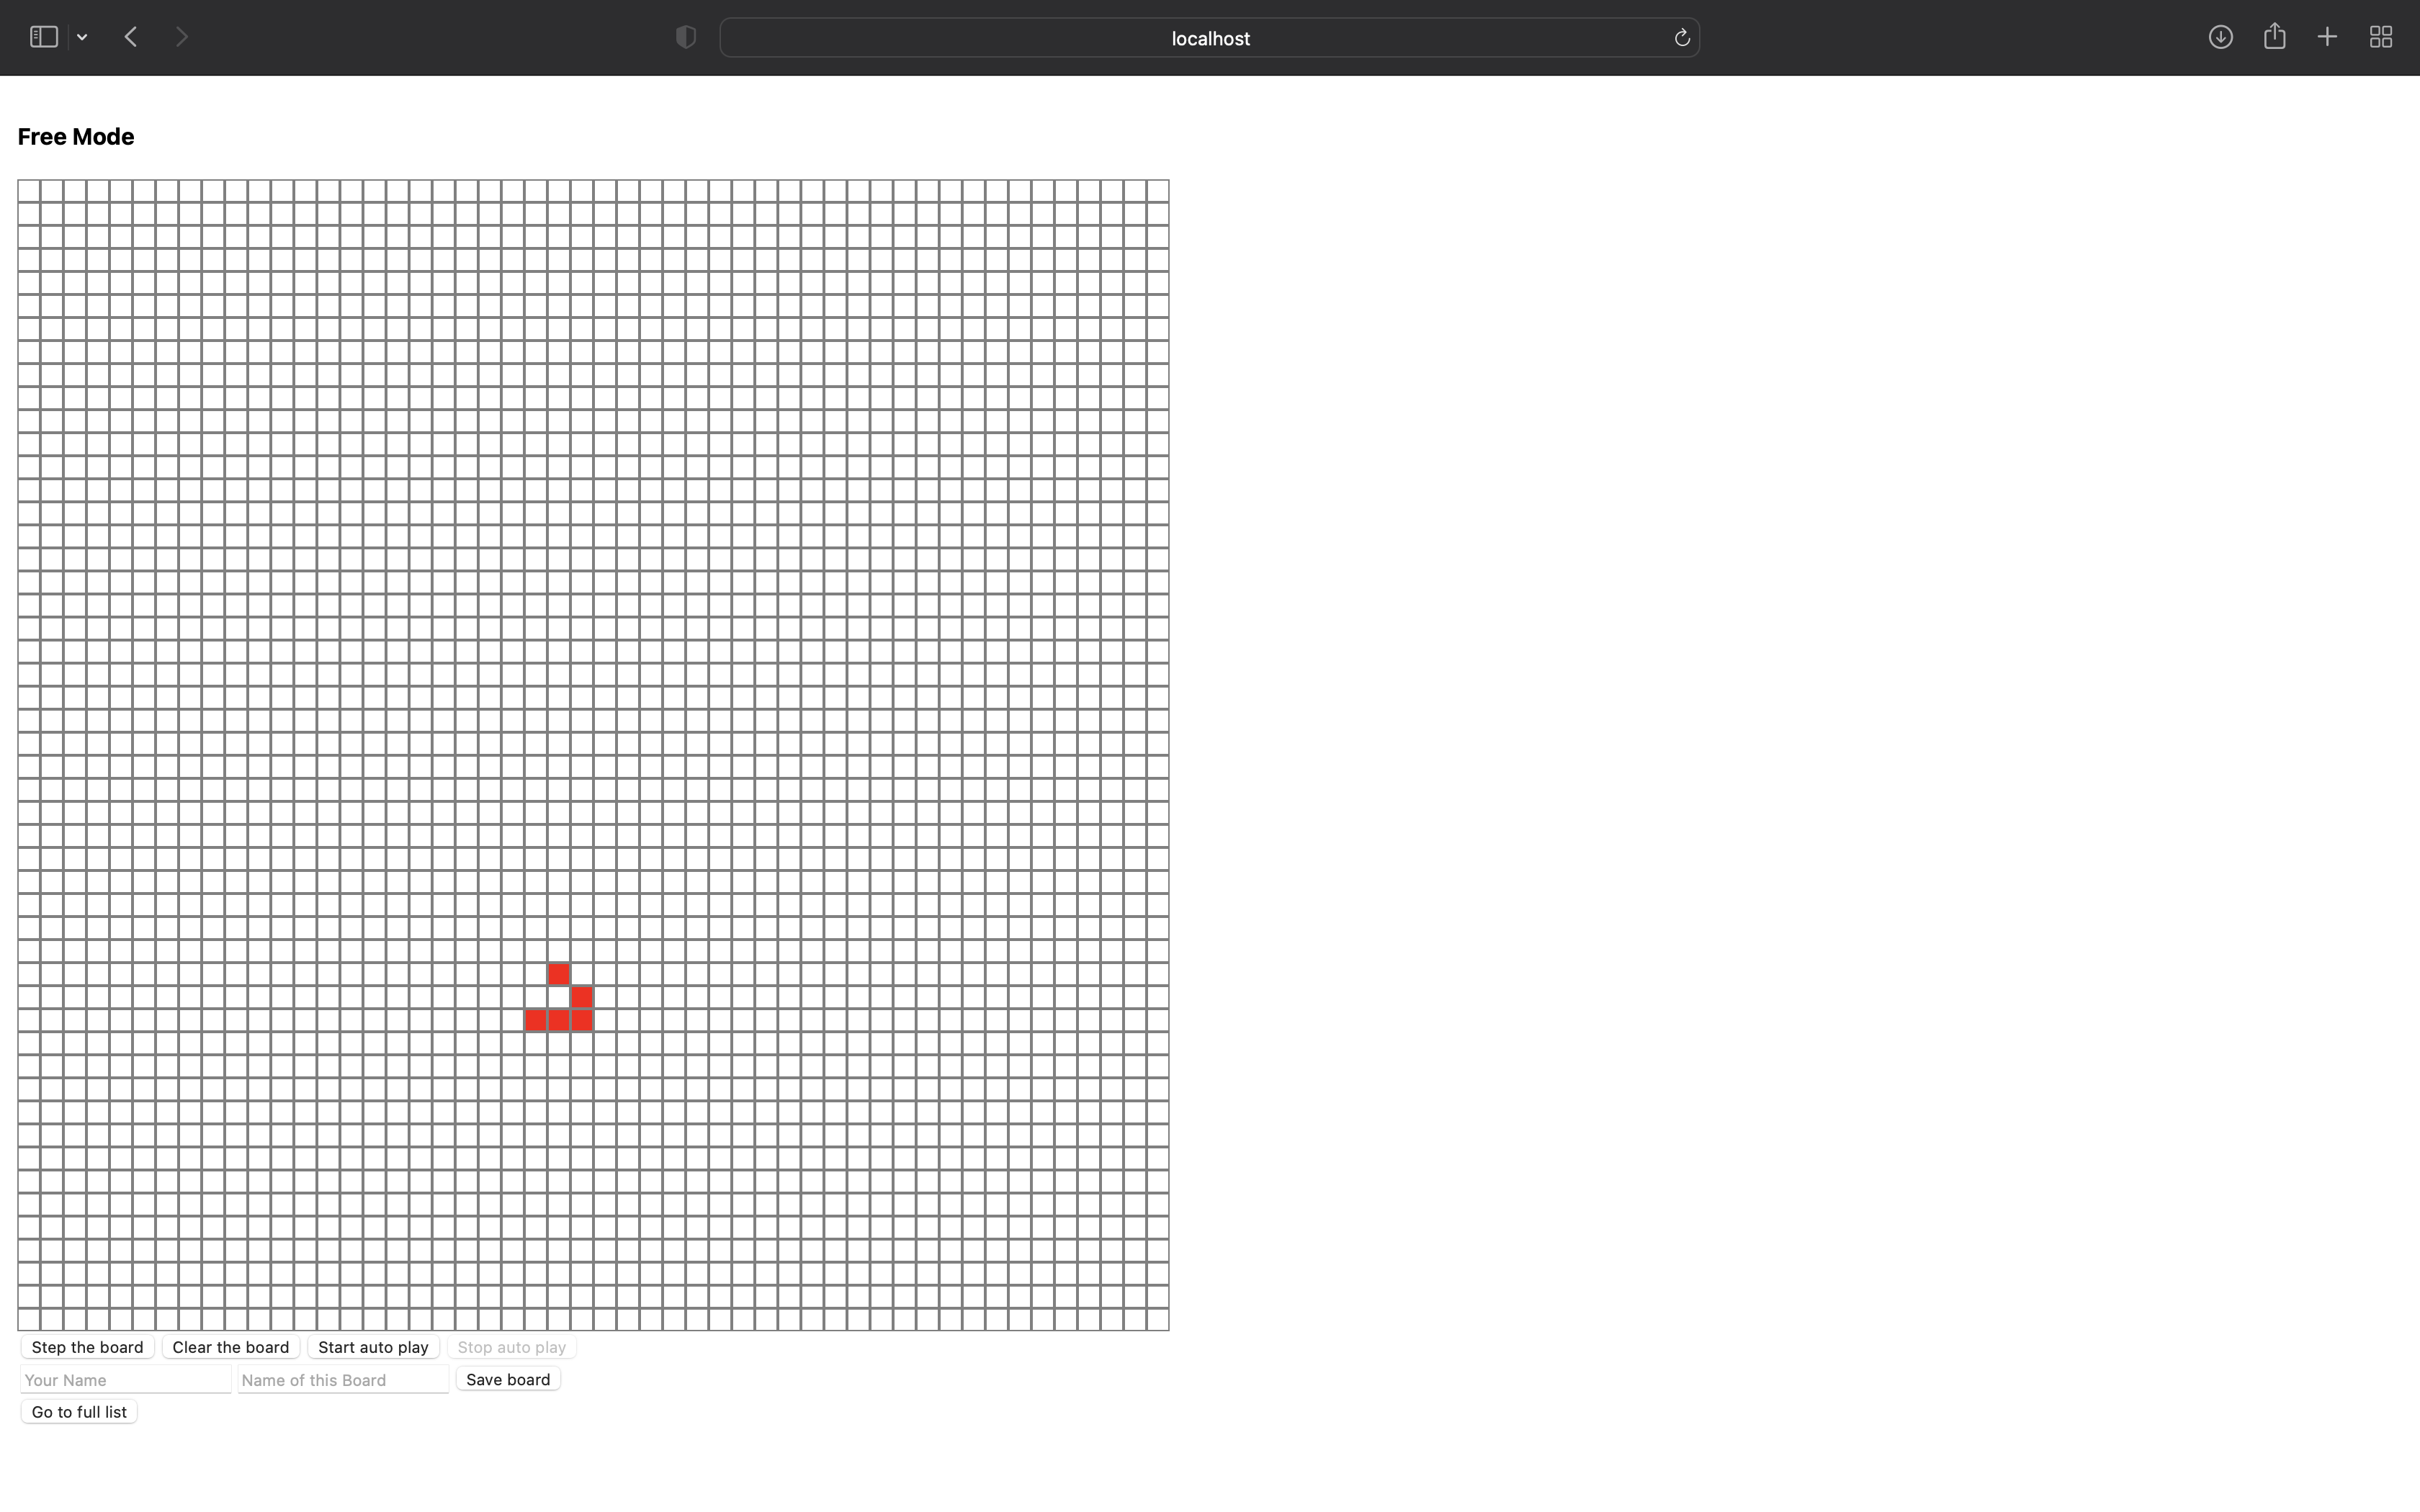 localhost
Free Mode
Step the board Clear the board Start auto play Stop auto play
Your Name Name of this Board Save board
Go to full list